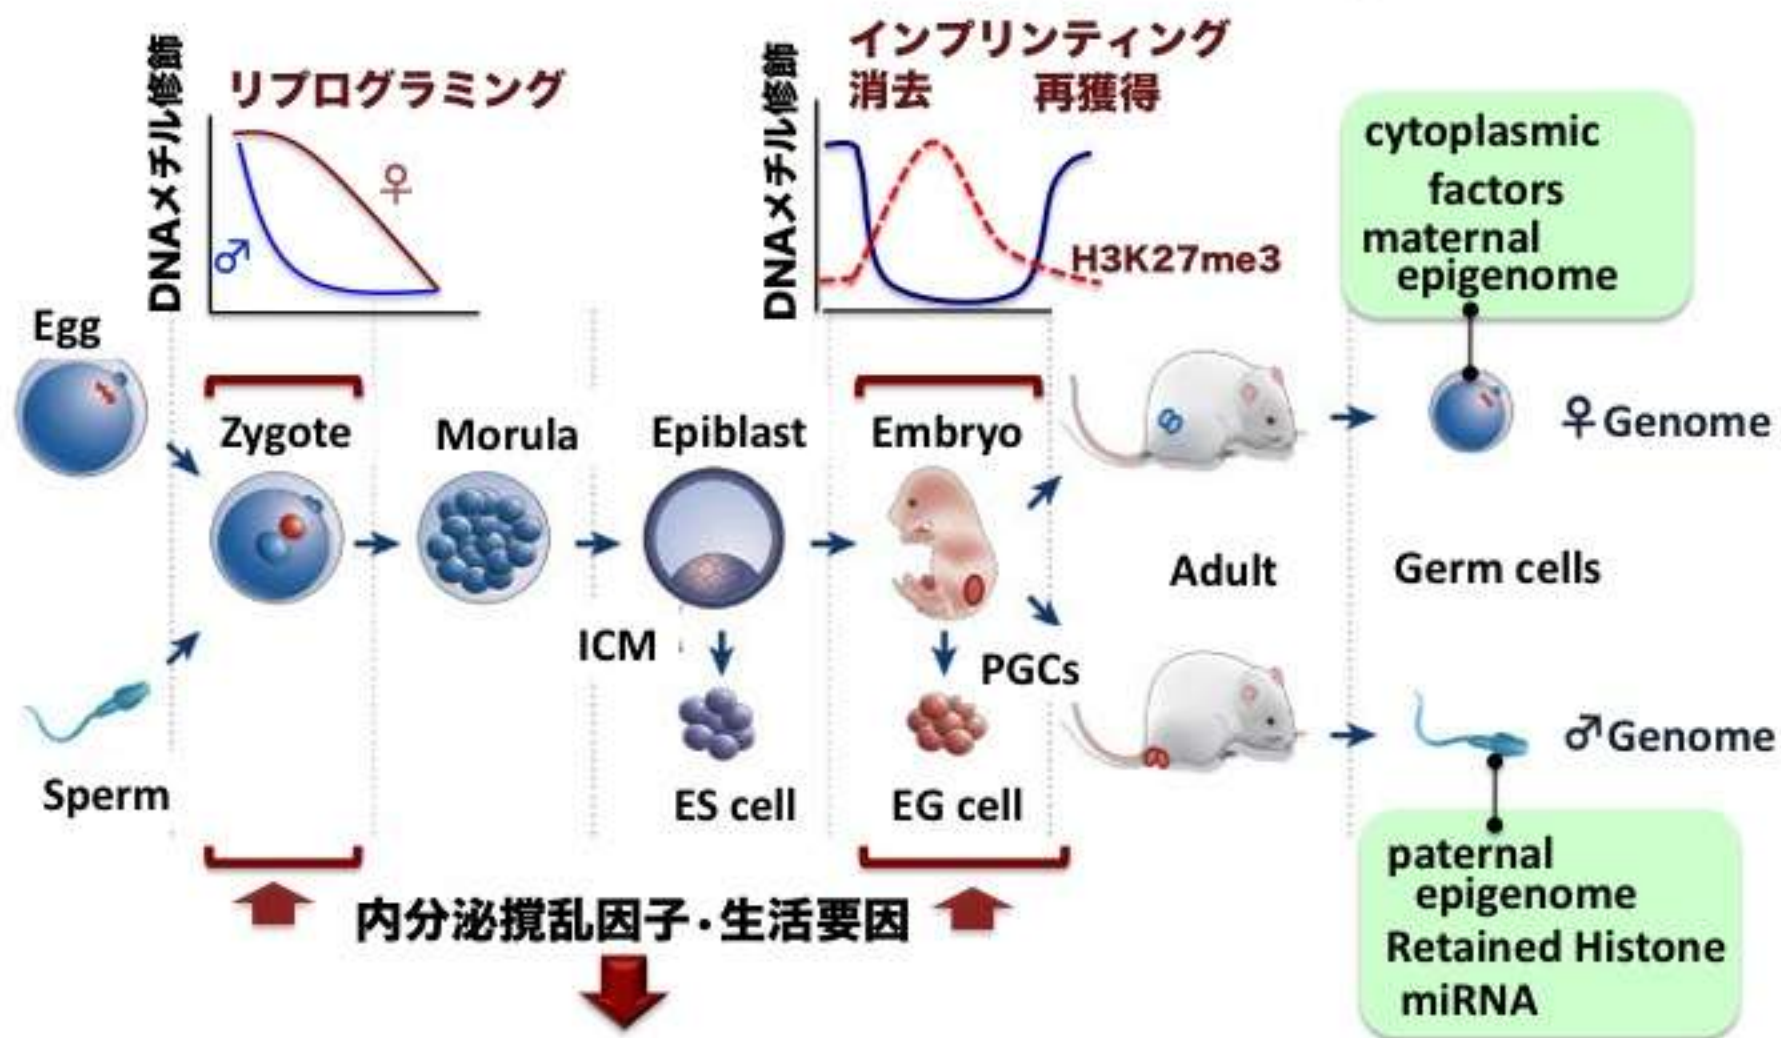 DNAメチル修飾
リプログラミング
♀
♂
DNAメチル修飾
インプリンティング
消去 再獲得
H3K27me3
cytoplasmic
factors
maternal
epigenome
Egg
Zygote
Morula
Epiblast
Embryo
♀Genome
Adult
Germ cells
ICM
PGCs
Sperm
ES cell
EG cell
♂Genome
paternal
epigenome
Retained Histone
miRNA
内分泌撹乱因子・生活要因